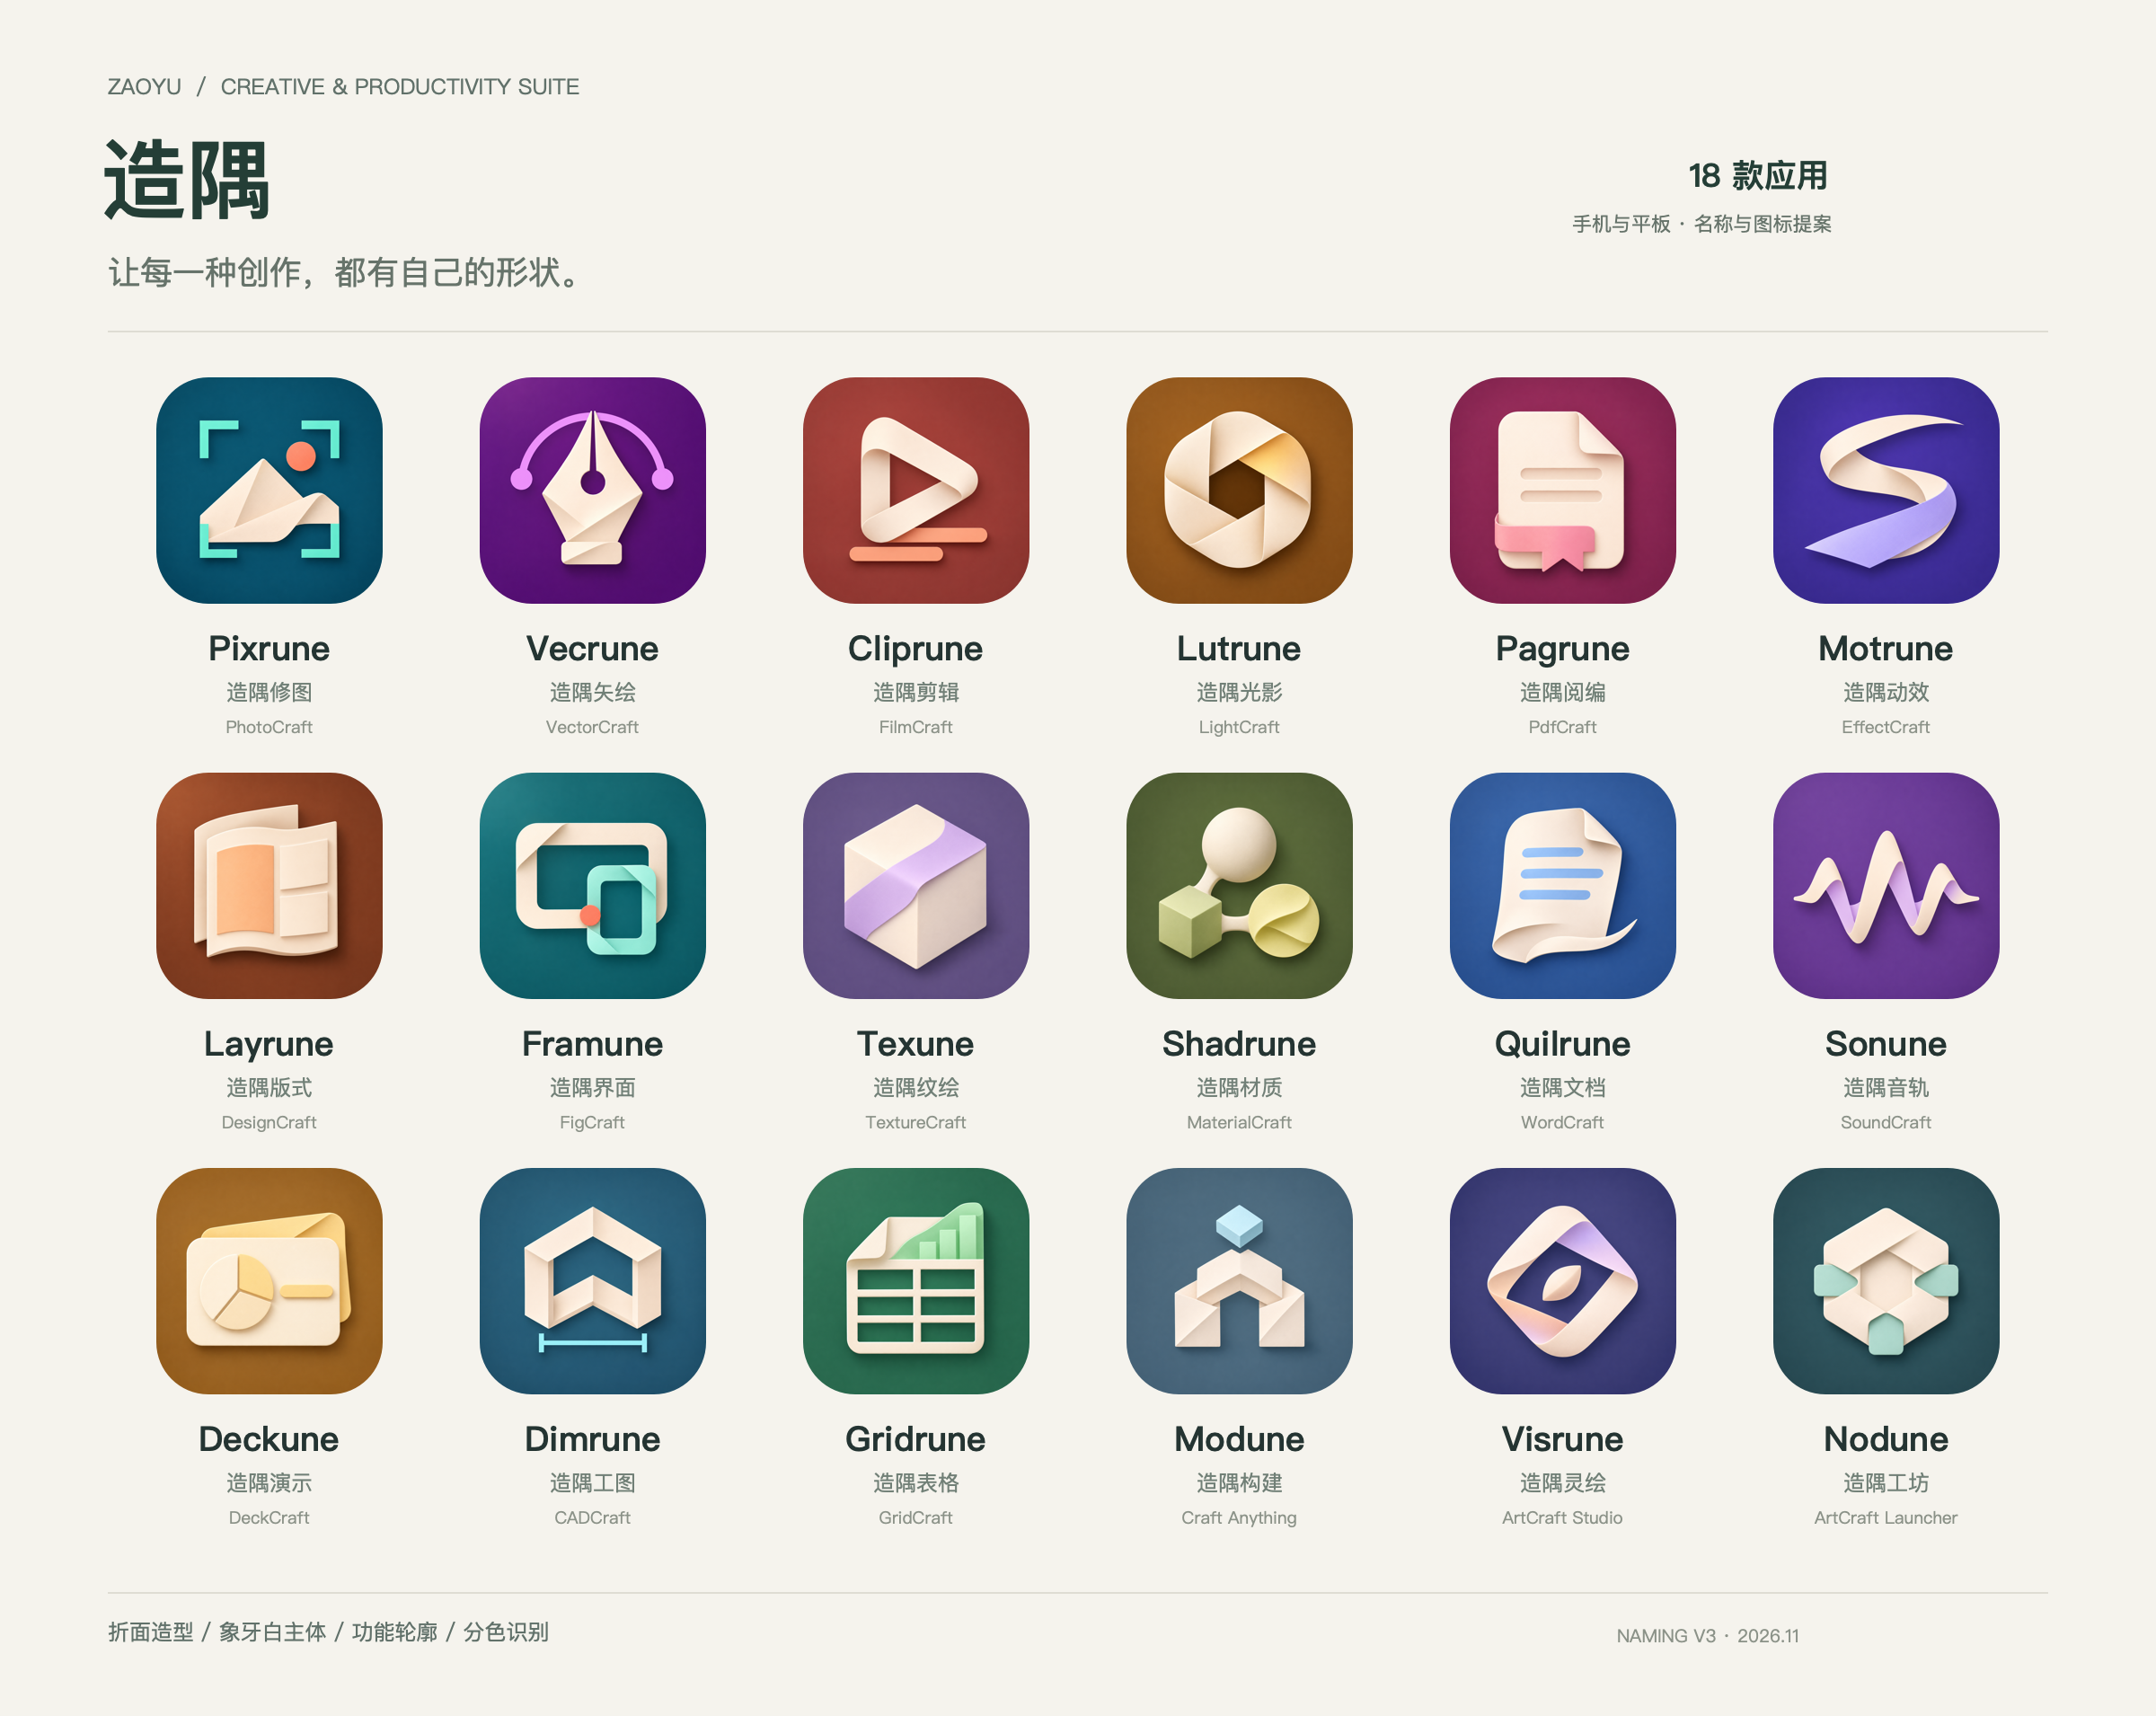 ZAOYU / CREATIVE & PRODUCTIVITY SUITE
造隅
18 款应用
手机与平板 · 名称与图标提案
让每一种创作，都有自己的形状。
Pixrune
造隅修图
PhotoCraft
Vecrune
造隅矢绘
VectorCraft
Cliprune
造隅剪辑
FilmCraft
Lutrune
造隅光影
LightCraft
Pagrune
造隅阅编
PdfCraft
Motrune
造隅动效
EffectCraft
Layrune
造隅版式
DesignCraft
Framune
造隅界面
FigCraft
Texune
造隅纹绘
TextureCraft
Shadrune
造隅材质
MaterialCraft
Quilrune
造隅文档
WordCraft
Sonune
造隅音轨
SoundCraft
Deckune
造隅演示
DeckCraft
Dimrune
造隅工图
CADCraft
Gridrune
造隅表格
GridCraft
Modune
造隅构建
Craft Anything
Visrune
造隅灵绘
ArtCraft Studio
Nodune
造隅工坊
ArtCraft Launcher
折面造型 / 象牙白主体 / 功能轮廓 / 分色识别
NAMING V3 · 2026.11